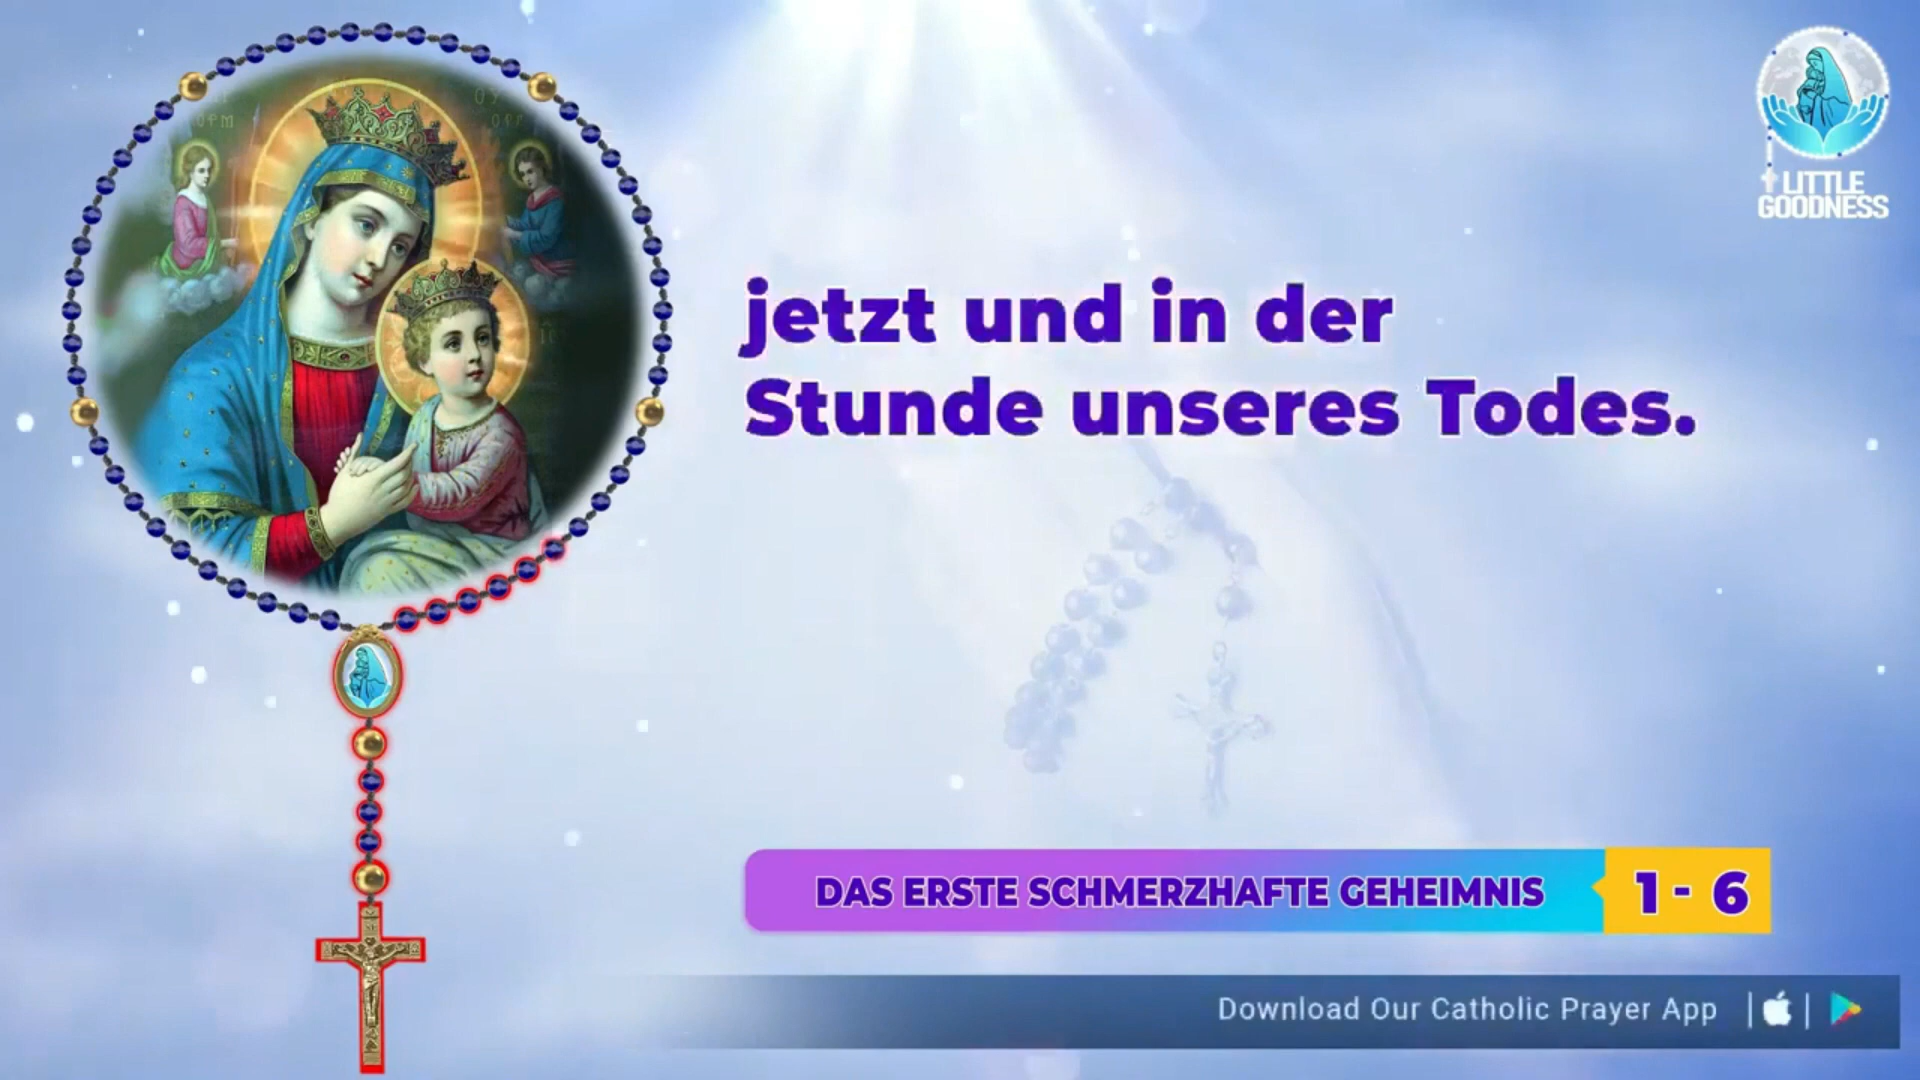 LITTLE
GOODNESS
jetzt und in der
Stunde unseres Todes.
DAS ERSTE SCHMERZHAFTE GEHEIMNIS
1 - 6
Download Our Catholic Prayer App